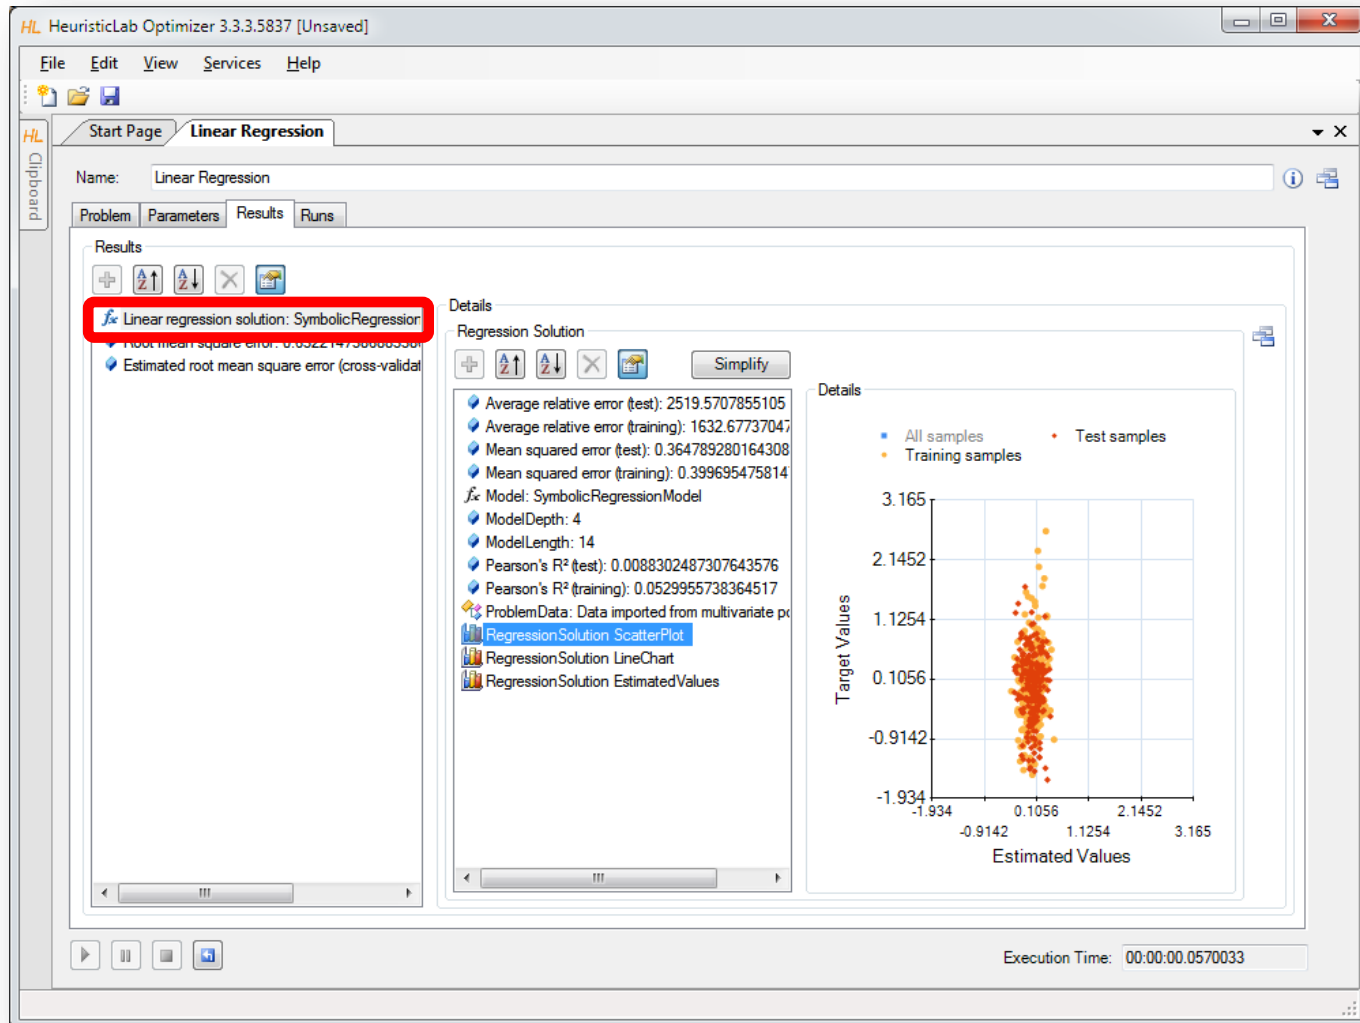 HL HeuristicLab Optimizer 3.3.3.5837 [Unsaved]
File Edit View Services Help
HL Clipboard
Start Page Linear Regression
Name: Linear Regression
Problem Parameters Results Runs
Results
Linear regression solution: SymbolicRegression
Root mean square error:
Estimated root mean square error (cross-validat
Details
Regression Solution
Simplify
Average relative error (test): 2519.5707855105
Average relative error (training): 1632.67737047
Mean squared error (test): 0.364789280164308
Mean squared error (training): 0.399695475814
Model: SymbolicRegressionModel
ModelDepth: 4
ModelLength: 14
Pearson's R² (test): 0.0088302487307643576
Pearson's R² (training): 0.0529955738364517
ProblemData: Data imported from multivariate po
RegressionSolution ScatterPlot
RegressionSolution LineChart
RegressionSolution EstimatedValues
Details
All samples Test samples
Training samples
3.165
2.1452
1.1254
0.1056
-0.9142
-1.934
Target Values
-1.934 0.1056 2.1452
-0.9142 1.1254 3.165
Estimated Values
Execution Time: 00:00:00.0570033